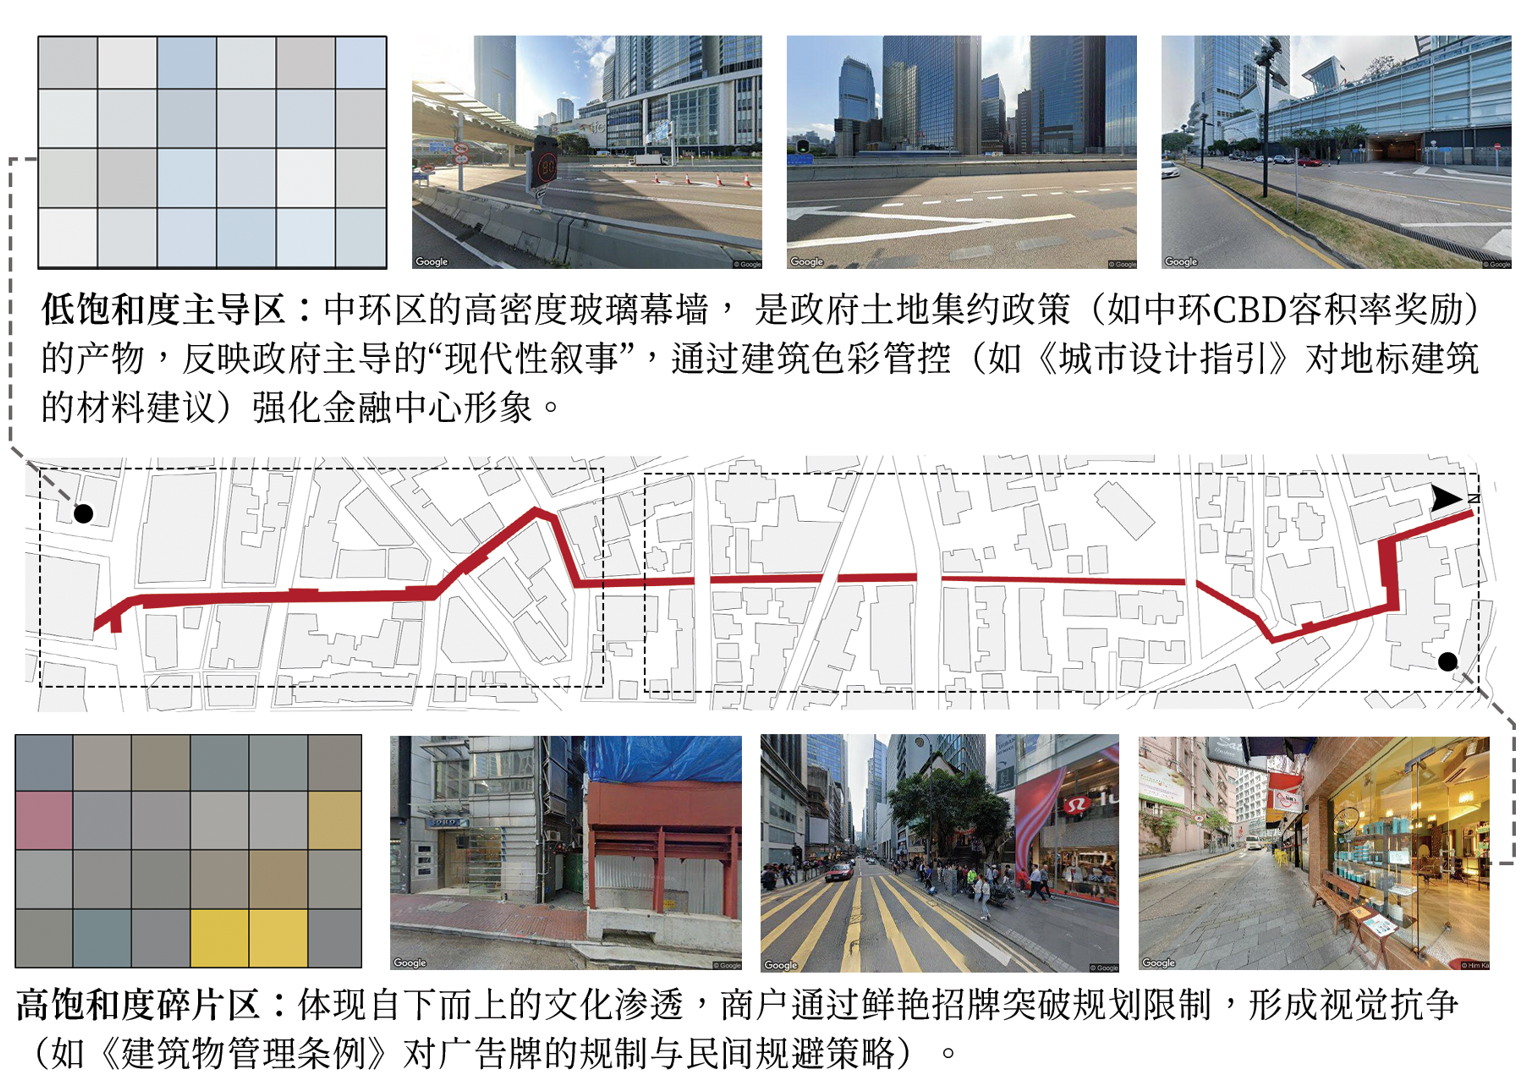 Google
© Google
Google
© Google
Google
© Google
低饱和度主导区：中环区的高密度玻璃幕墙， 是政府土地集约政策（如中环CBD容积率奖励）
的产物，反映政府主导的“现代性叙事”，通过建筑色彩管控（如《城市设计指引》对地标建筑
的材料建议）强化金融中心形象。
N
Google
© Google
Google
© Google
Google
© Him Ka
高饱和度碎片区：体现自下而上的文化渗透，商户通过鲜艳招牌突破规划限制，形成视觉抗争
（如《建筑物管理条例》对广告牌的规制与民间规避策略）。